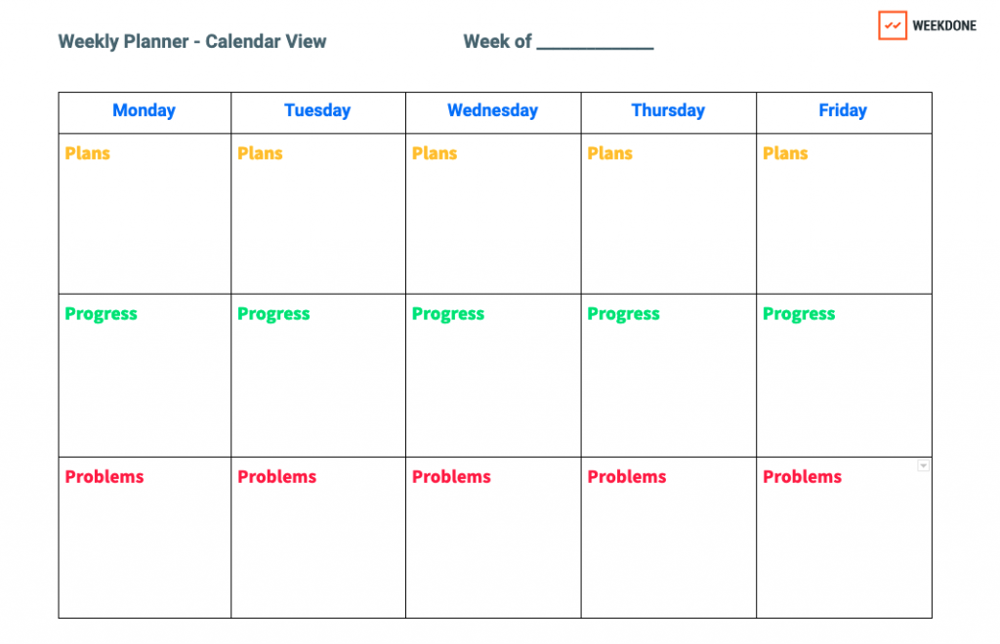 WEEKDONE
Weekly Planner - Calendar View Week of ____________
Monday Tuesday Wednesday Thursday Friday
Plans Plans Plans Plans Plans
Progress Progress Progress Progress Progress
Problems Problems Problems Problems Problems